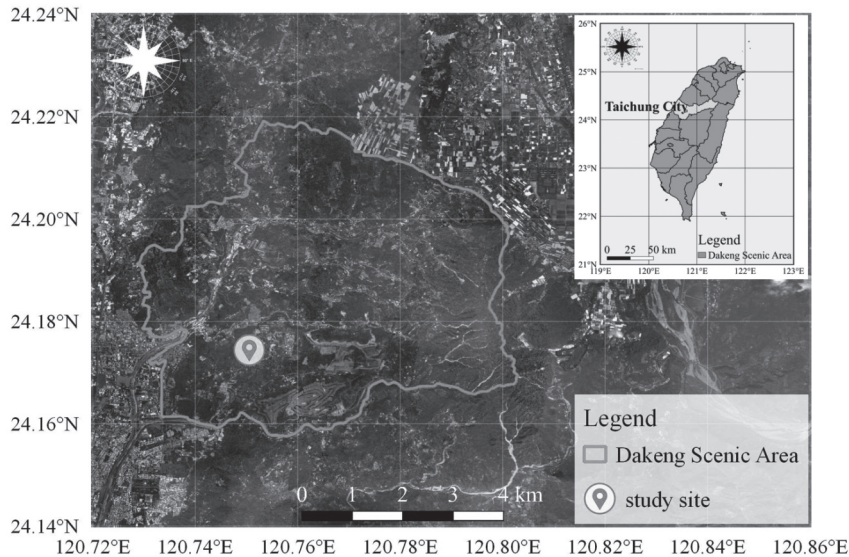 24.24°N
24.22°N
24.20°N
24.18°N
24.16°N
24.14°N
120.72°E 120.74°E 120.76°E 120.78°E 120.80°E 120.82°E 120.84°E 120.86°E
26°N
25°N
24°N
23°N
22°N
21°N
119°E 120°E 121°E 122°E 123°E
Taichung City
0 25 50 km
Legend
Dakeng Scenic Area
0 1 2 3 4 km
Legend
Dakeng Scenic Area
study site